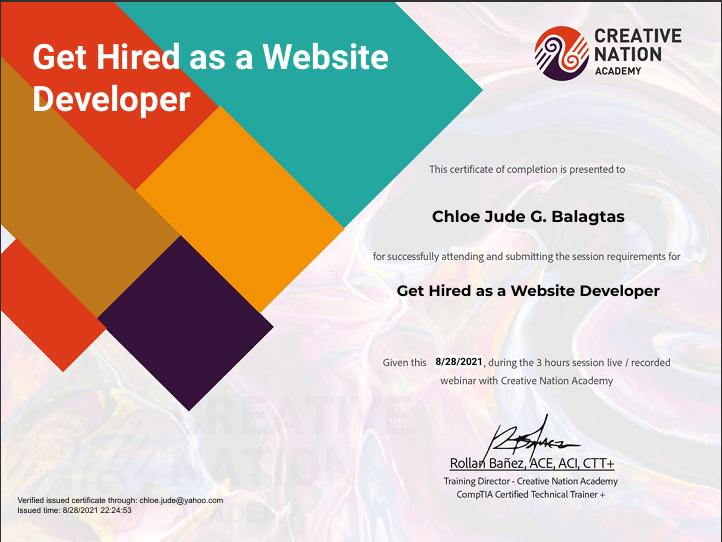 Get Hired as a Website
Developer
CREATIVE
NATION
ACADEMY
This certificate of completion is presented to
Chloe Jude G. Balagtas
for successfully attending and submitting the session requirements for
Get Hired as a Website Developer
Given this 8/28/2021, during the 3 hours session live / recorded
webinar with Creative Nation Academy
Rollan Bañez, ACE, ACI, CTT+
Training Director - Creative Nation Academy
CompTIA Certified Technical Trainer +
Verified issued certificate through: chloe.jude@yahoo.com
Issued time: 8/28/2021 22:24:53